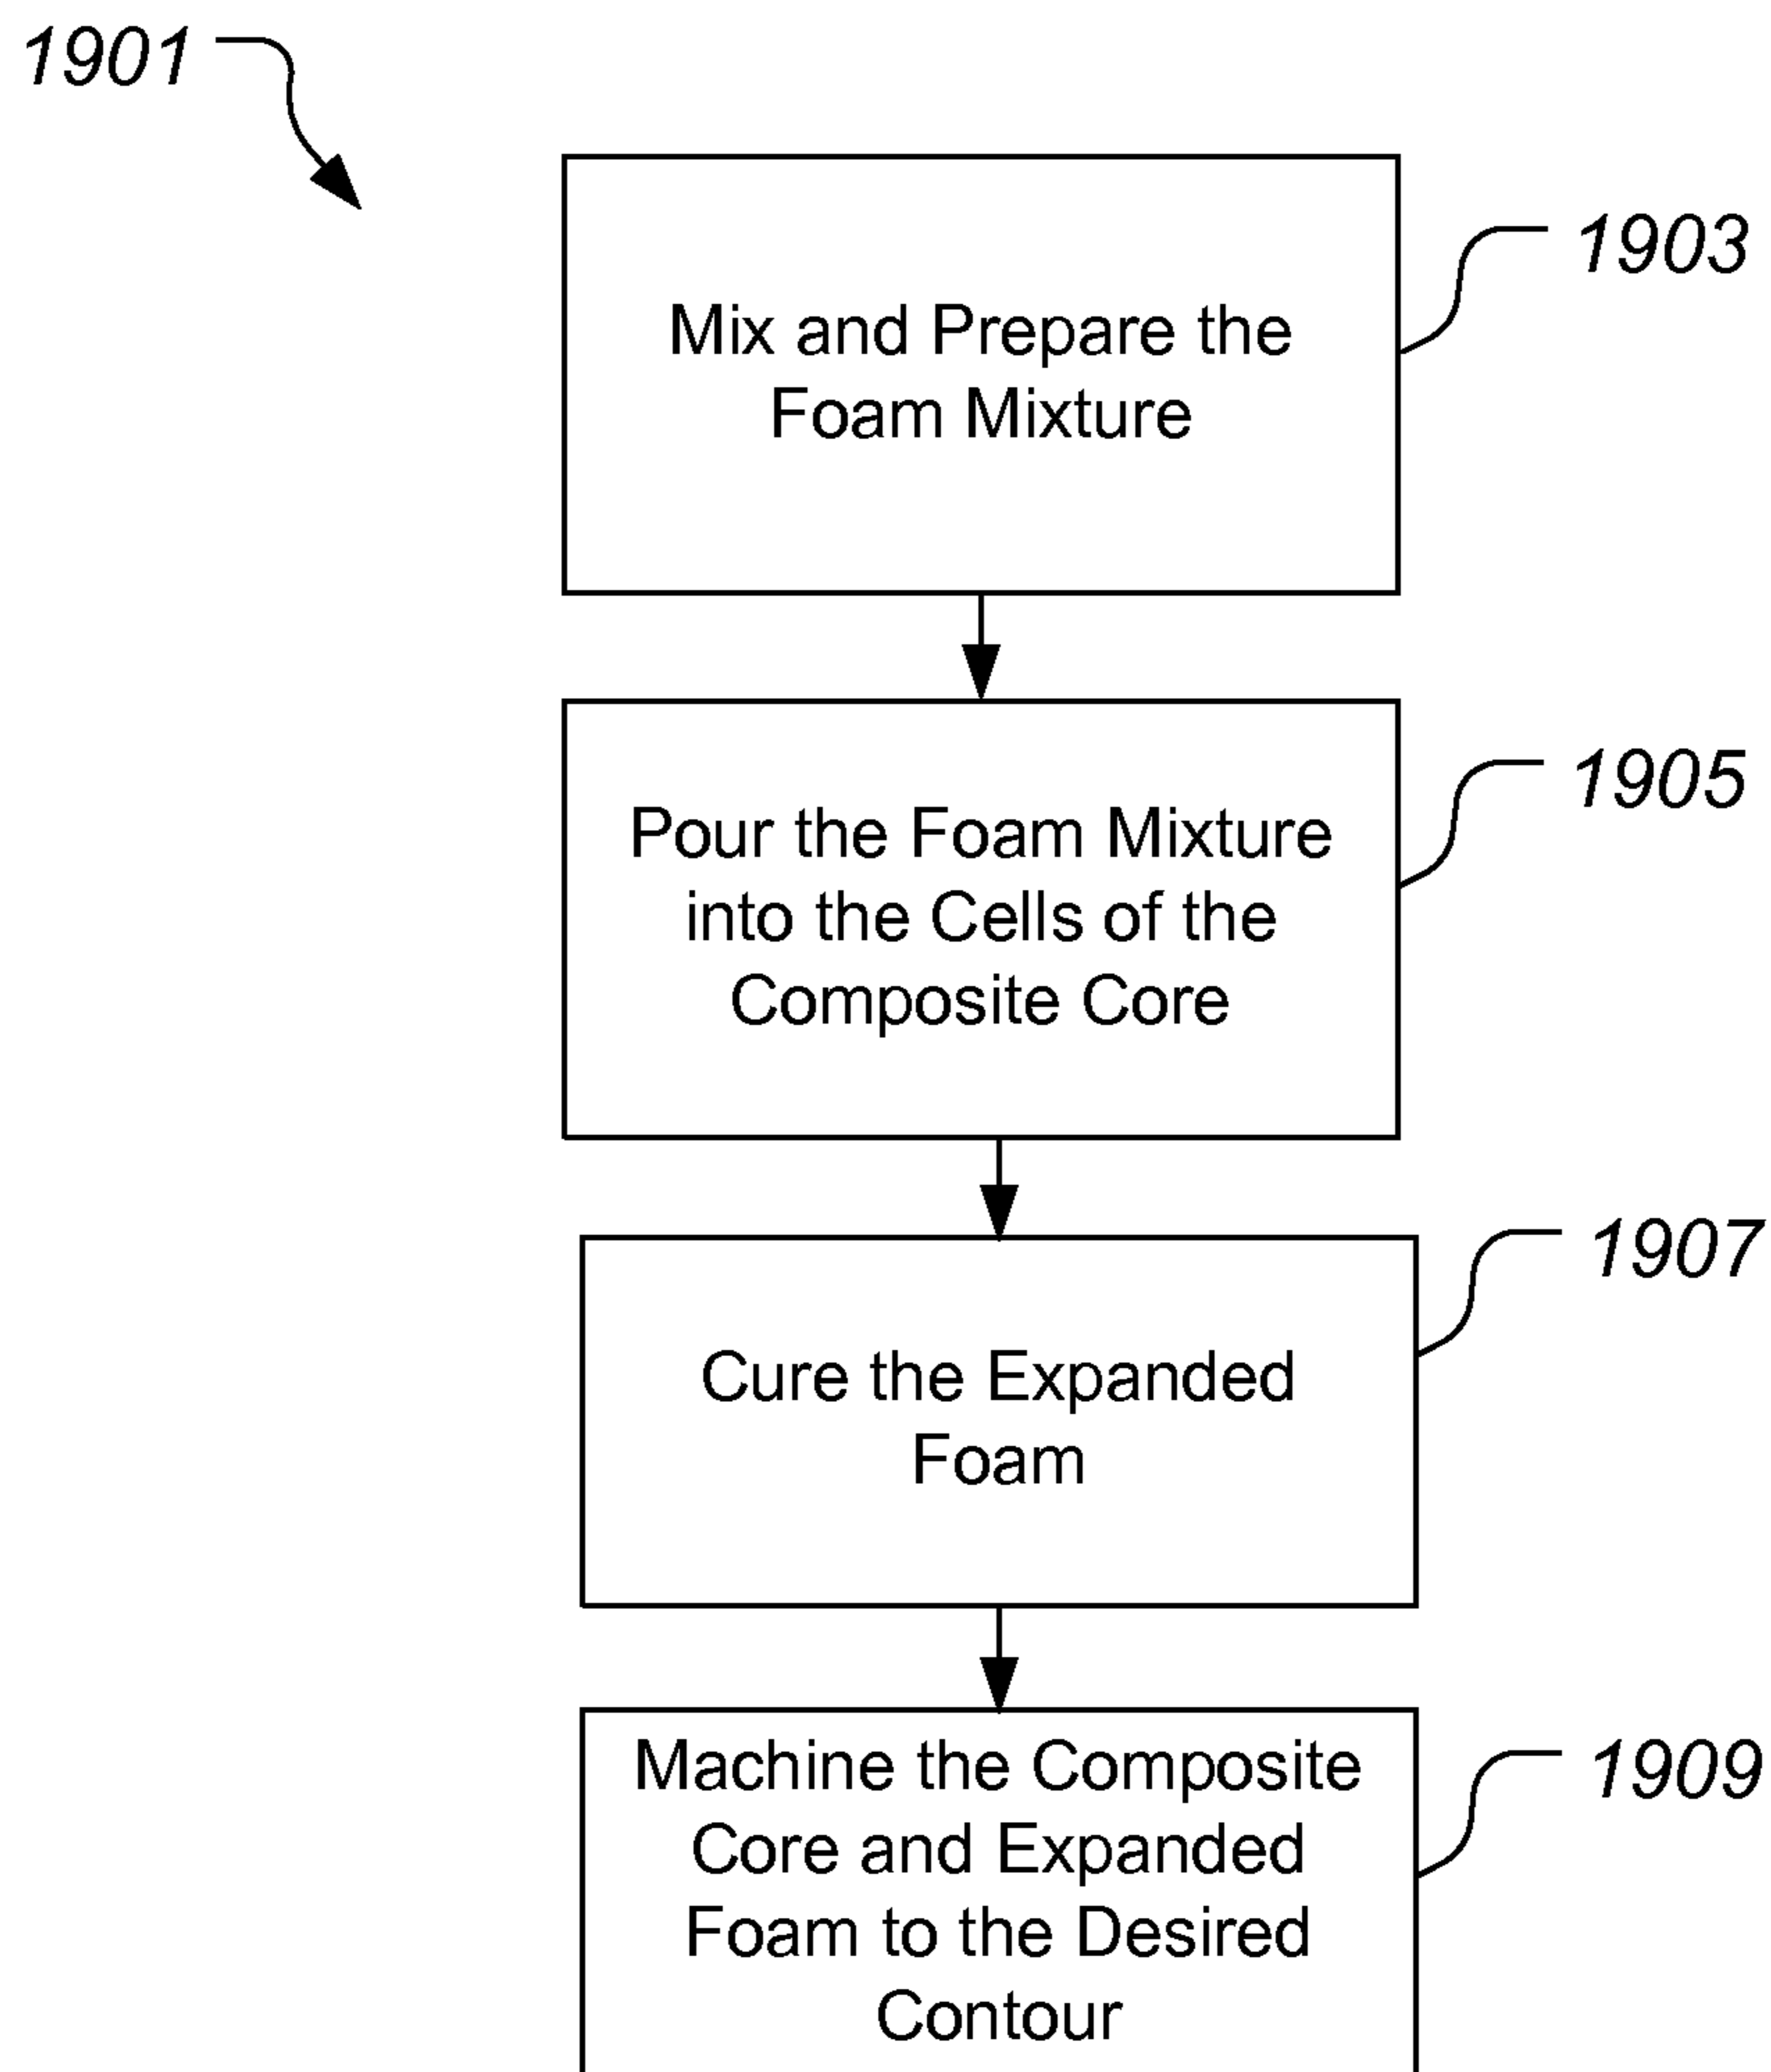 1901
1903
Mix and Prepare the
Foam Mixture
1905
Pour the Foam Mixture
into the Cells of the
Composite Core
1907
Cure the Expanded
Foam
1909
Machine the Composite
Core and Expanded
Foam to the Desired
Contour